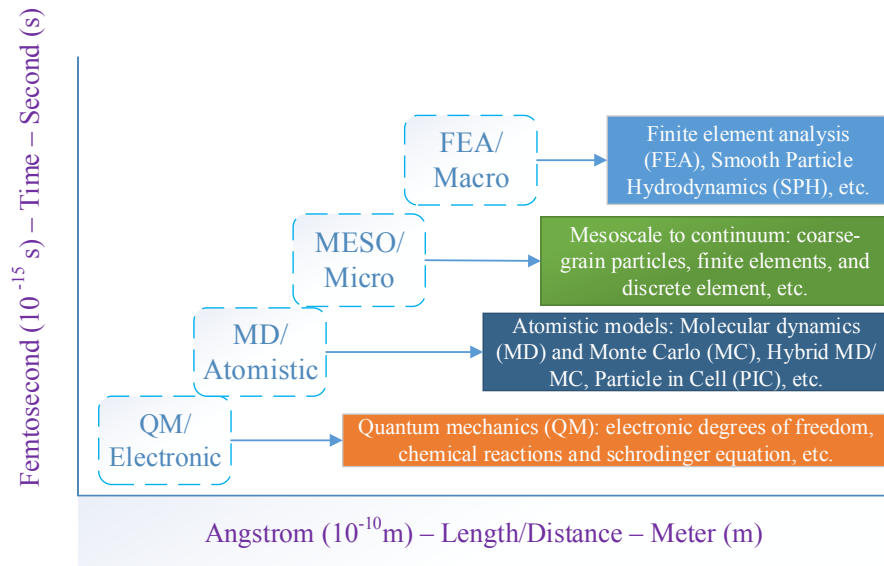 Femtosecond (10⁻¹⁵ s) – Time – Second (s)
FEA/
Macro
Finite element analysis
(FEA), Smooth Particle
Hydrodynamics (SPH), etc.
MESO/
Micro
Mesoscale to continuum: coarse-
grain particles, finite elements, and
discrete element, etc.
MD/
Atomistic
Atomistic models: Molecular dynamics
(MD) and Monte Carlo (MC), Hybrid MD/
MC, Particle in Cell (PIC), etc.
QM/
Electronic
Quantum mechanics (QM): electronic degrees of freedom,
chemical reactions and schrodinger equation, etc.
Angstrom (10⁻¹⁰m) – Length/Distance – Meter (m)